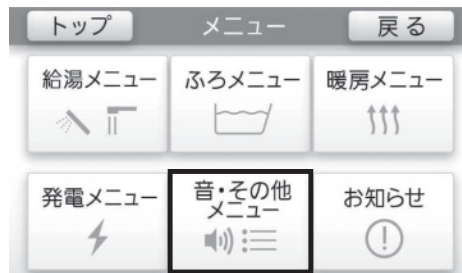 トップ メニュー 戻る
給湯メニュー ふろメニュー 暖房メニュー
発電メニュー 音・その他メニュー お知らせ